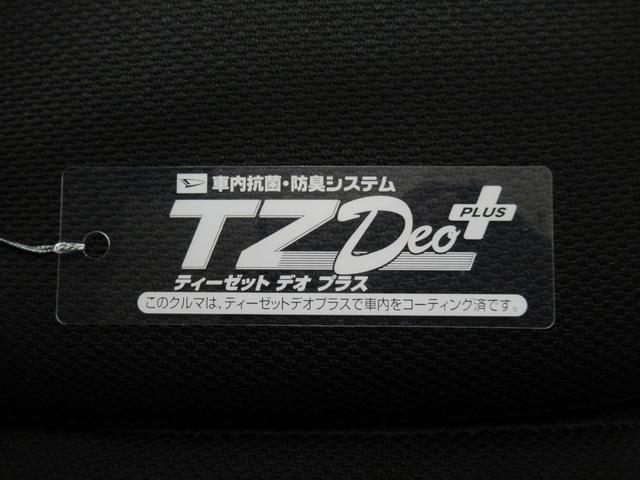 車内抗菌・防臭システム
TZ Deo PLUS
ティーゼット デオ プラス
このクルマは、ティーゼットデオプラスで車内をコーティング済です。